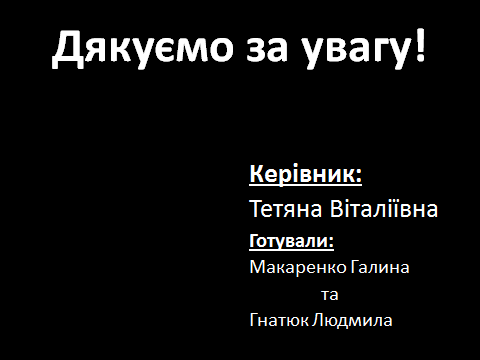 Дякуємо за увагу!
Керівник:
Тетяна Віталіївна
Готували:
Макаренко Галина
та
Гнатюк Людмила